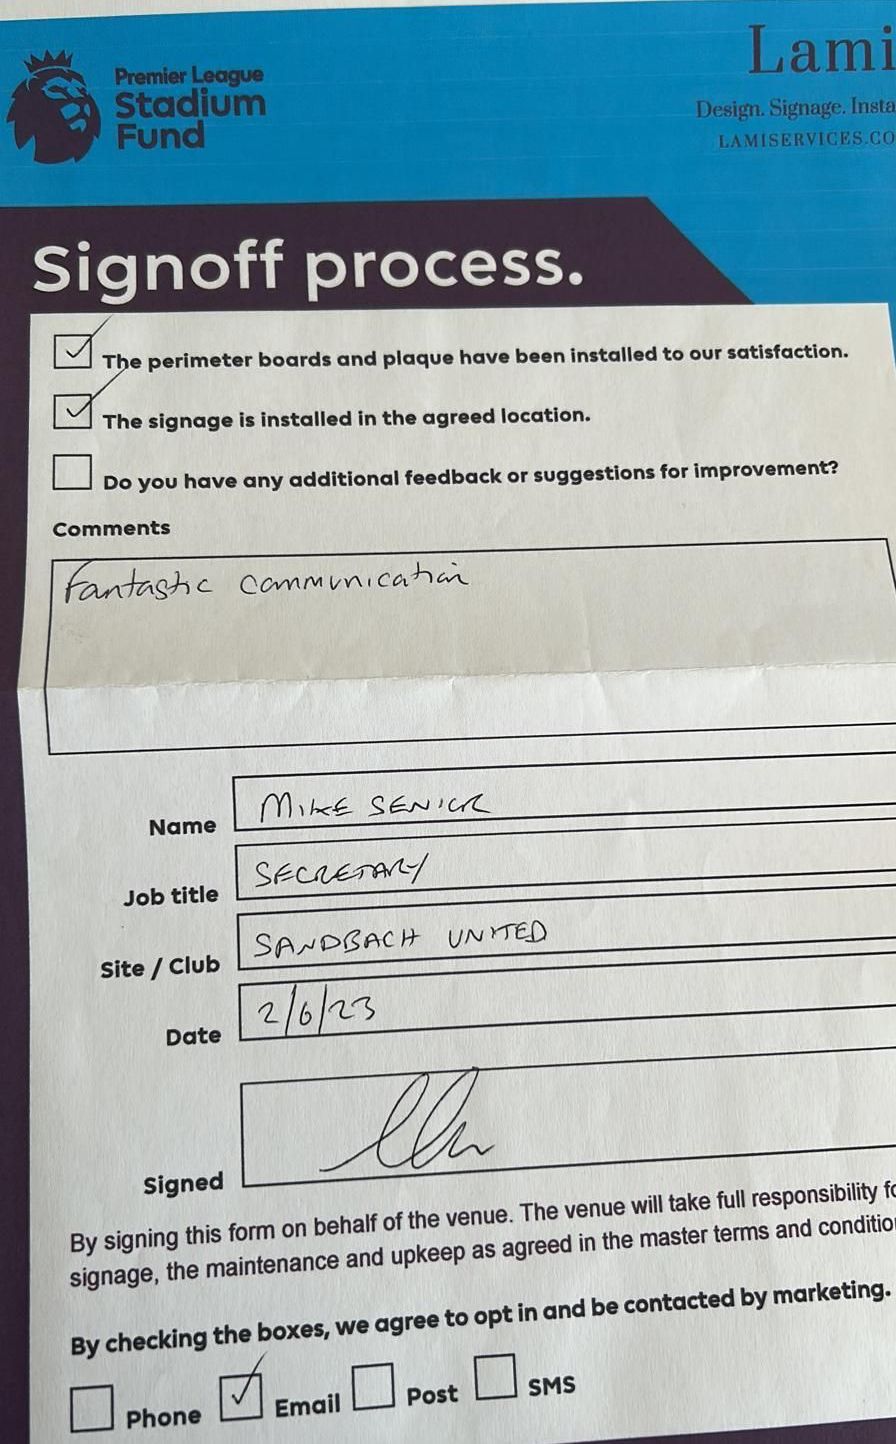 Premier League
Stadium
Fund
Lami
Design. Signage. Insta
LAMISERVICES.CO
Signoff process.
The perimeter boards and plaque have been installed to our satisfaction.
The signage is installed in the agreed location.
Do you have any additional feedback or suggestions for improvement?
Comments
Fantastic communication
Name MIKE SENIOR
Job title SECRETARY
Site / Club SANDBACH UNITED
Date 2/6/23
Signed
By signing this form on behalf of the venue. The venue will take full responsibility fo
signage, the maintenance and upkeep as agreed in the master terms and conditio
By checking the boxes, we agree to opt in and be contacted by marketing.
Phone Email Post SMS